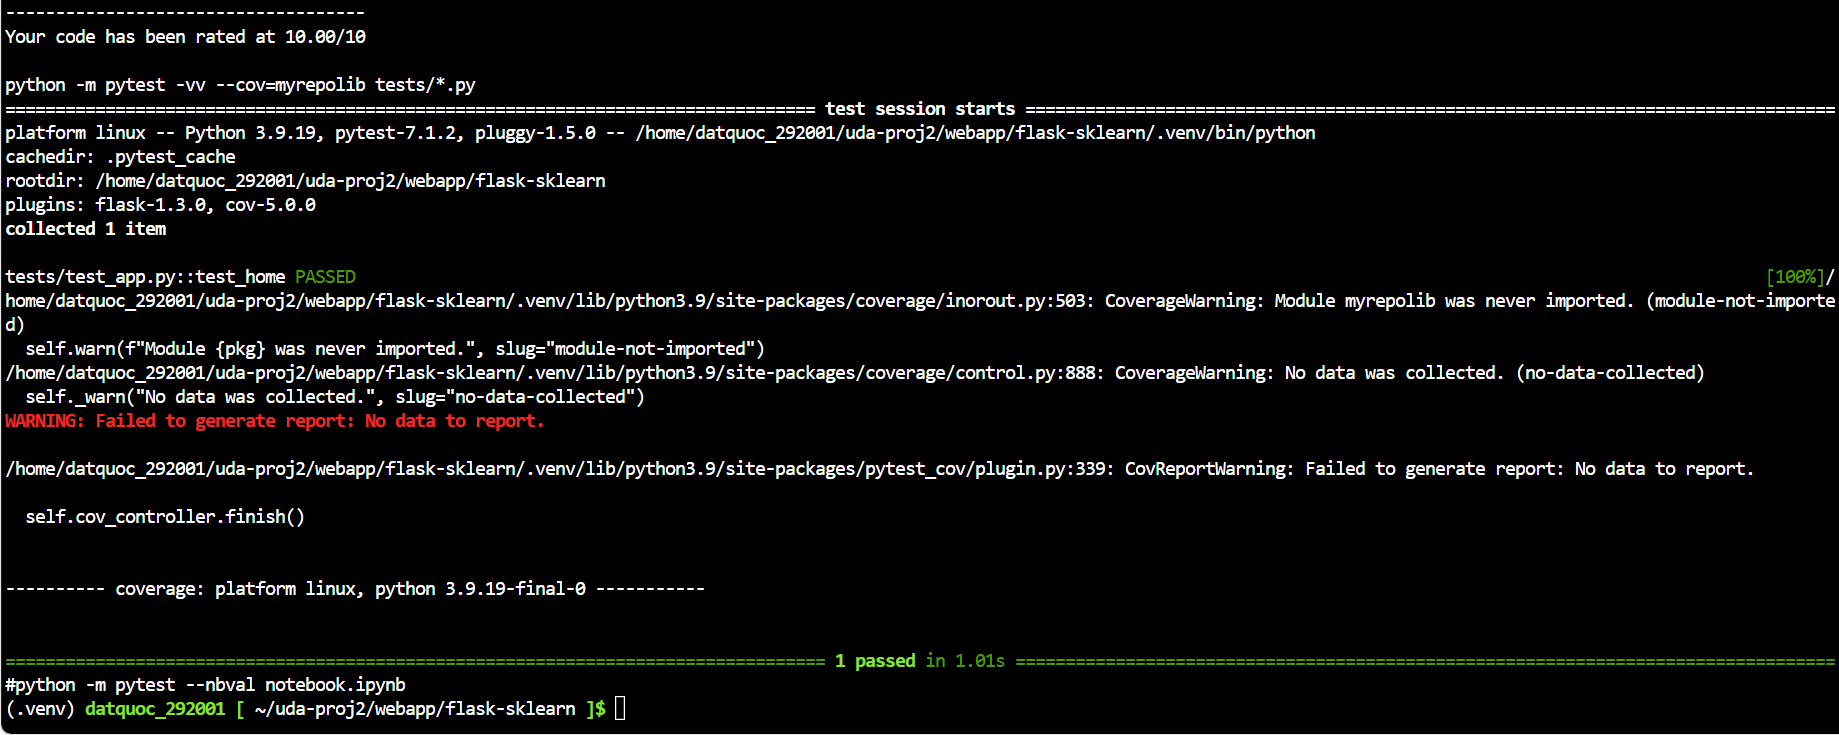 ------------------------------------
Your code has been rated at 10.00/10
python -m pytest -vv --cov=myrepolib tests/*.py
================================================================================= test session starts =================================================================================
platform linux -- Python 3.9.19, pytest-7.1.2, pluggy-1.5.0 -- /home/datquoc_292001/uda-proj2/webapp/flask-sklearn/.venv/bin/python
cachedir: .pytest_cache
rootdir: /home/datquoc_292001/uda-proj2/webapp/flask-sklearn
plugins: flask-1.3.0, cov-5.0.0
collected 1 item
tests/test_app.py::test_home PASSED [100%]/
home/datquoc_292001/uda-proj2/webapp/flask-sklearn/.venv/lib/python3.9/site-packages/coverage/inorout.py:503: CoverageWarning: Module myrepolib was never imported. (module-not-importe
d)
  self.warn(f"Module {pkg} was never imported.", slug="module-not-imported")
/home/datquoc_292001/uda-proj2/webapp/flask-sklearn/.venv/lib/python3.9/site-packages/coverage/control.py:888: CoverageWarning: No data was collected. (no-data-collected)
  self._warn("No data was collected.", slug="no-data-collected")
WARNING: Failed to generate report: No data to report.
/home/datquoc_292001/uda-proj2/webapp/flask-sklearn/.venv/lib/python3.9/site-packages/pytest_cov/plugin.py:339: CovReportWarning: Failed to generate report: No data to report.
  self.cov_controller.finish()
---------- coverage: platform linux, python 3.9.19-final-0 -----------
================================================================================== 1 passed in 1.01s ==================================================================================
#python -m pytest --nbval notebook.ipynb
(.venv) datquoc_292001 [ ~/uda-proj2/webapp/flask-sklearn ]$